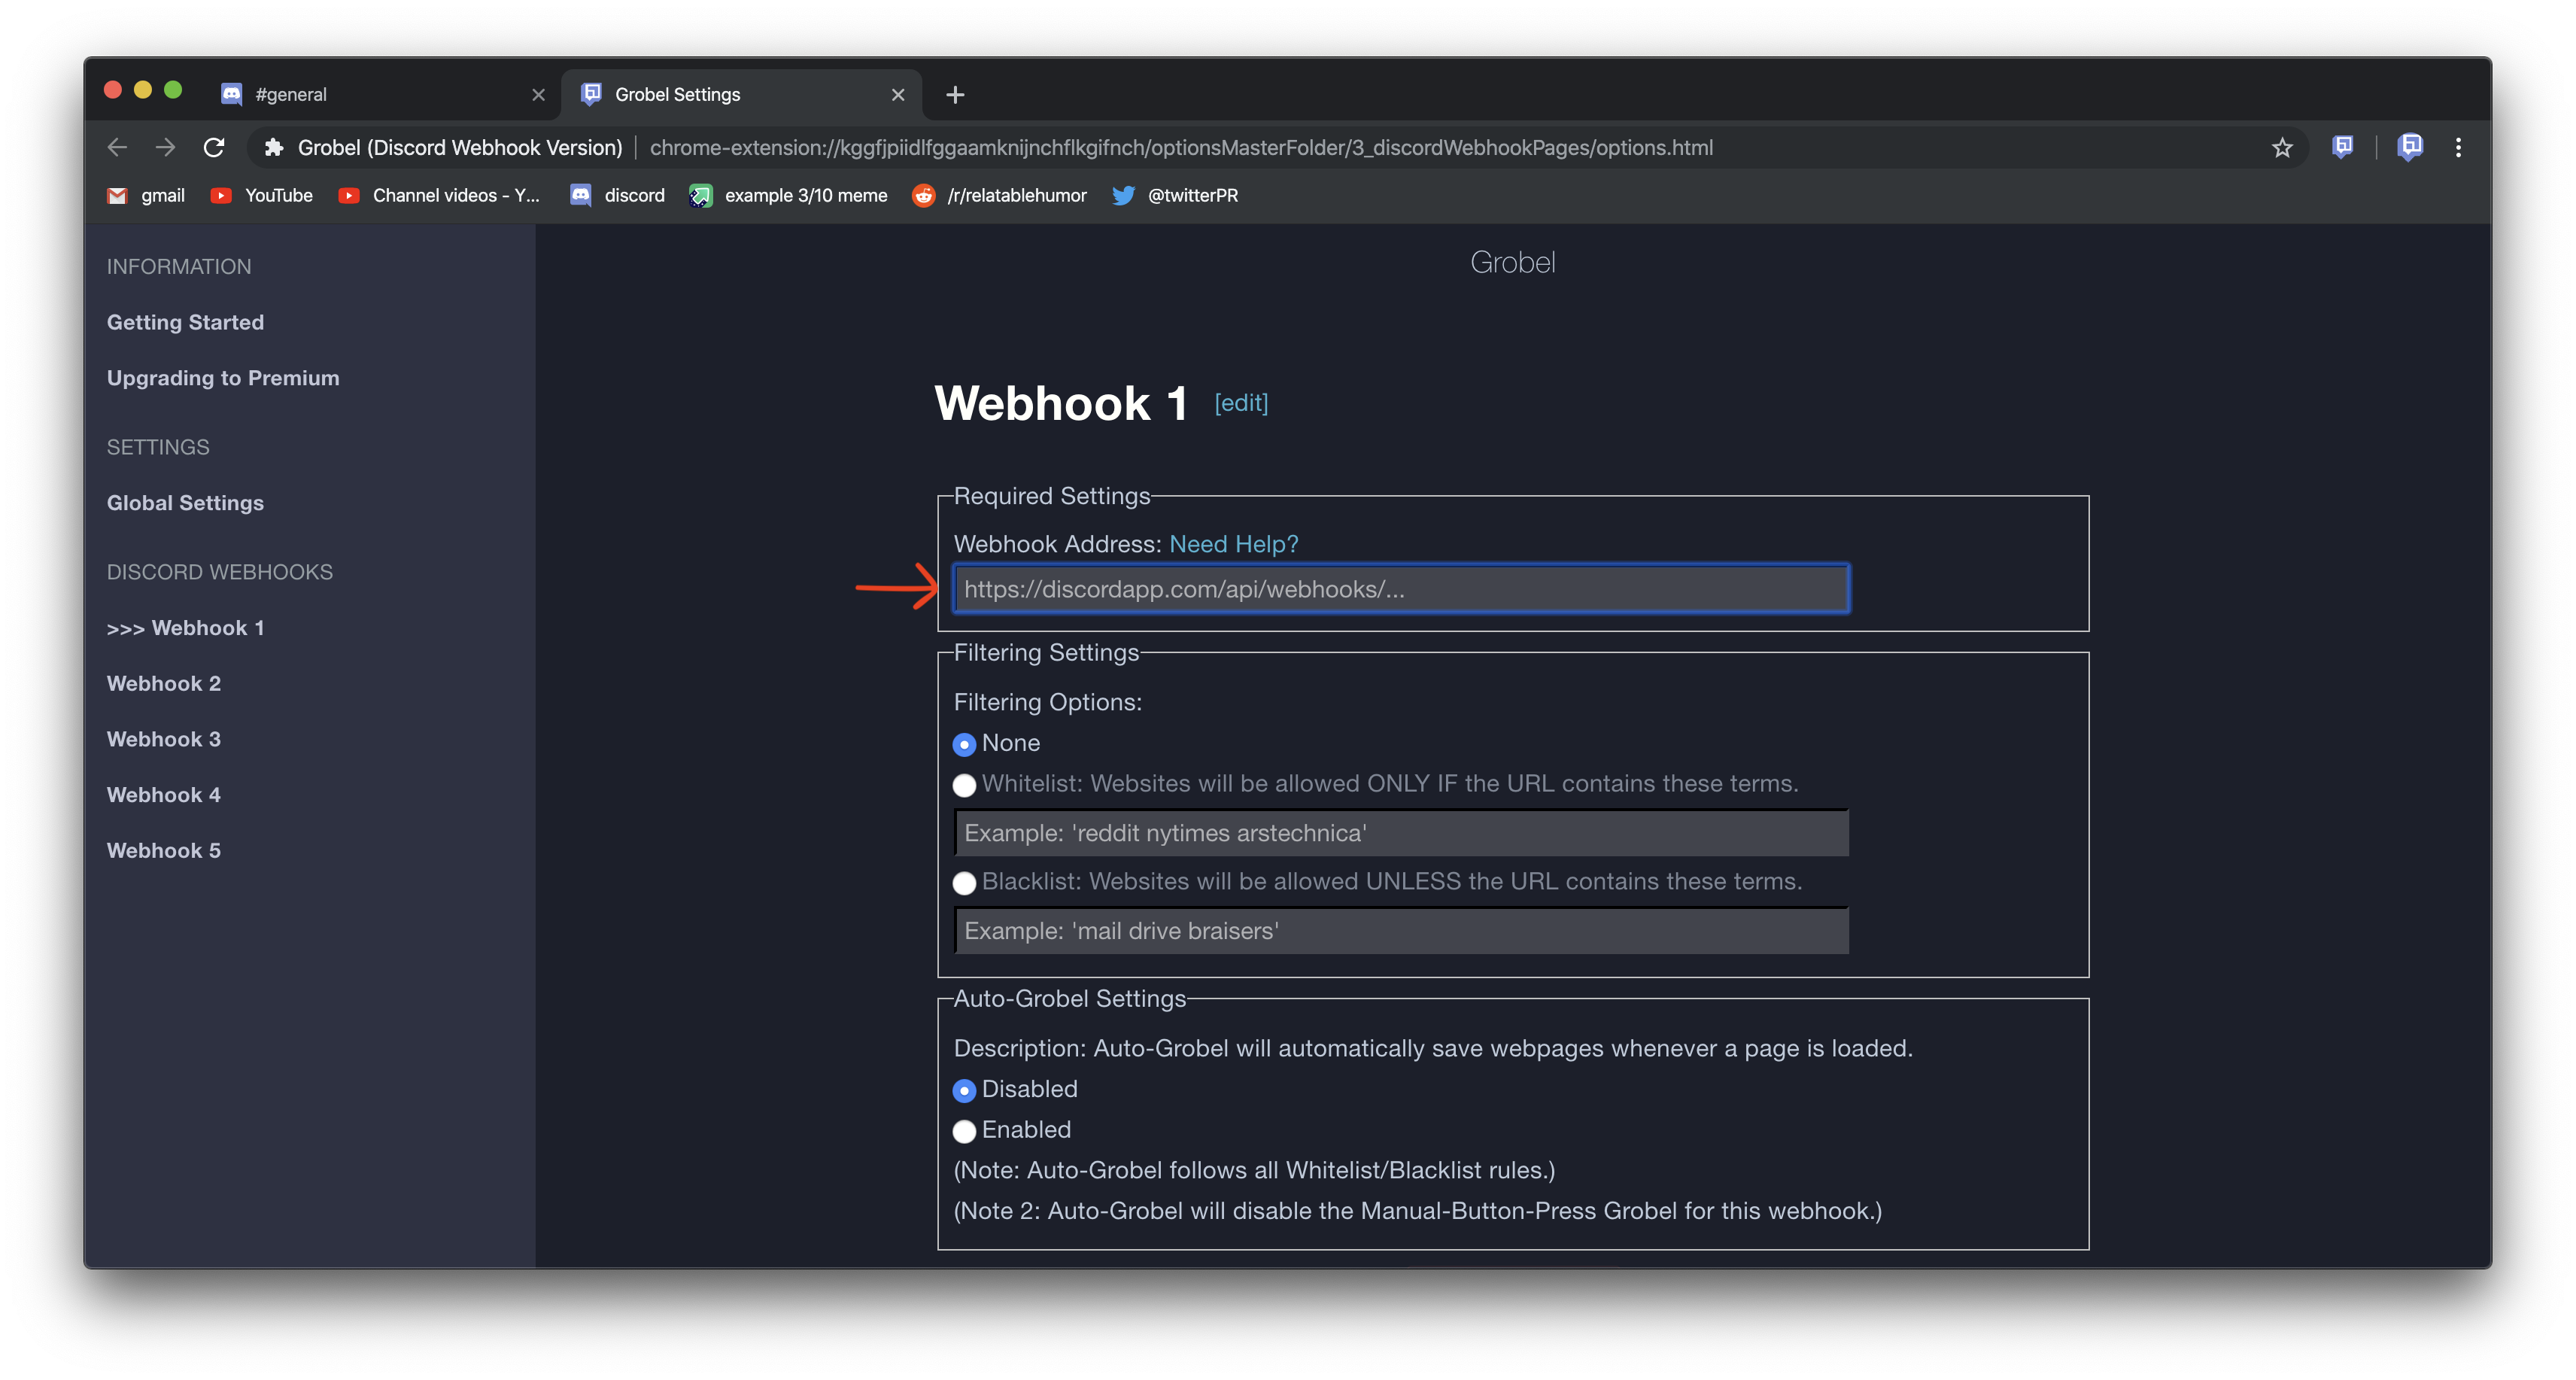 #general
Grobel Settings
Grobel (Discord Webhook Version) chrome-extension://kggfjpiidlfggaamknijnchflkgifnch/optionsMasterFolder/3_discordWebhookPages/options.html
gmail YouTube Channel videos - Y... discord example 3/10 meme /r/relatablehumor @twitterPR
INFORMATION
Getting Started
Upgrading to Premium
SETTINGS
Global Settings
DISCORD WEBHOOKS
>>> Webhook 1
Webhook 2
Webhook 3
Webhook 4
Webhook 5
Grobel
Webhook 1 [edit]
Required Settings
Webhook Address: Need Help?
https://discordapp.com/api/webhooks/...
Filtering Settings
Filtering Options:
None
Whitelist: Websites will be allowed ONLY IF the URL contains these terms.
Example: 'reddit nytimes arstechnica'
Blacklist: Websites will be allowed UNLESS the URL contains these terms.
Example: 'mail drive braisers'
Auto-Grobel Settings
Description: Auto-Grobel will automatically save webpages whenever a page is loaded.
Disabled
Enabled
(Note: Auto-Grobel follows all Whitelist/Blacklist rules.)
(Note 2: Auto-Grobel will disable the Manual-Button-Press Grobel for this webhook.)